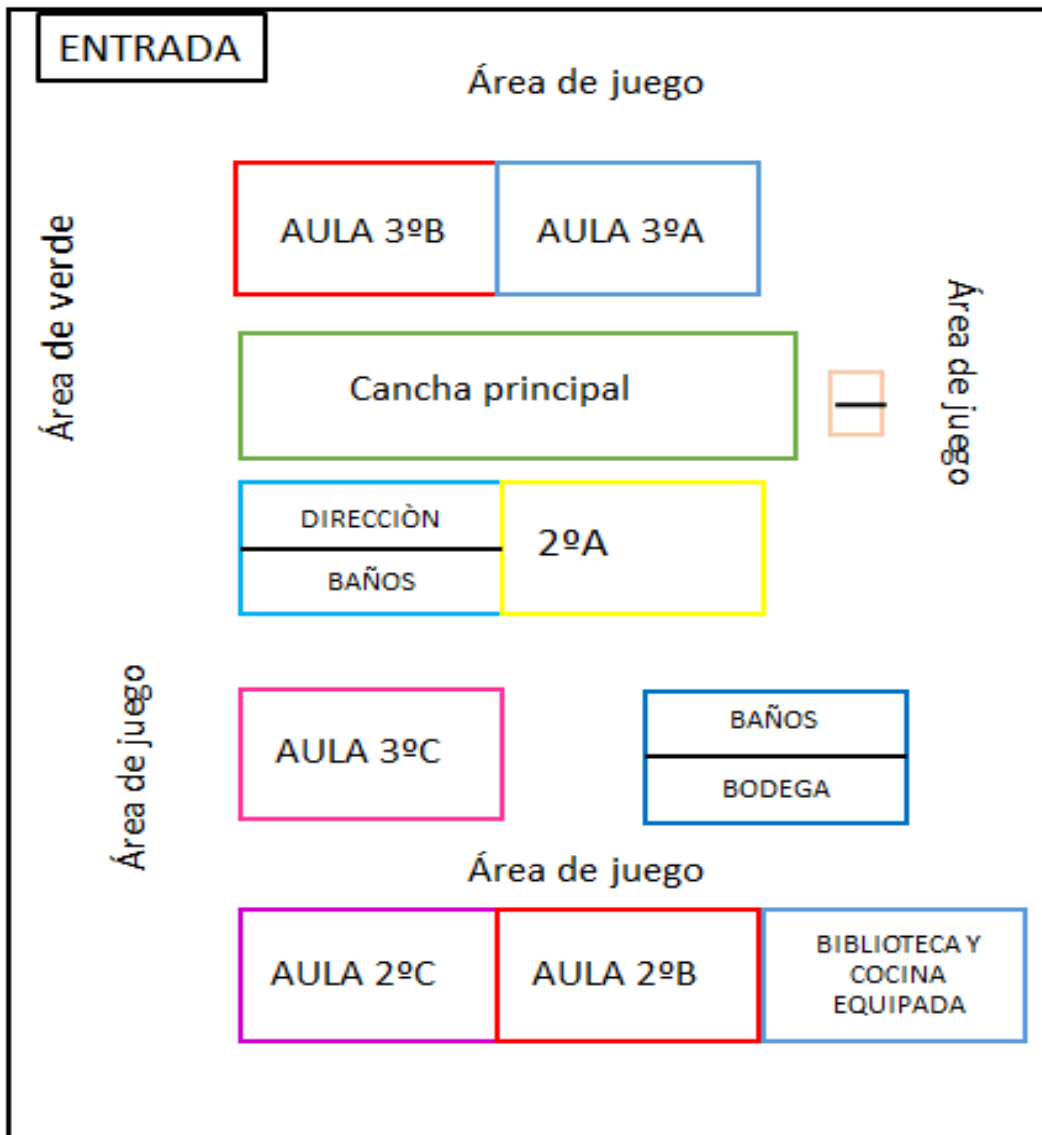 ENTRADA
Área de juego
AULA 3ºB
AULA 3ºA
Área de verde
Área de juego
Cancha principal
DIRECCIÒN
BAÑOS
2ºA
Área de juego
AULA 3ºC
BAÑOS
BODEGA
Área de juego
AULA 2ºC
AULA 2ºB
BIBLIOTECA Y
COCINA
EQUIPADA